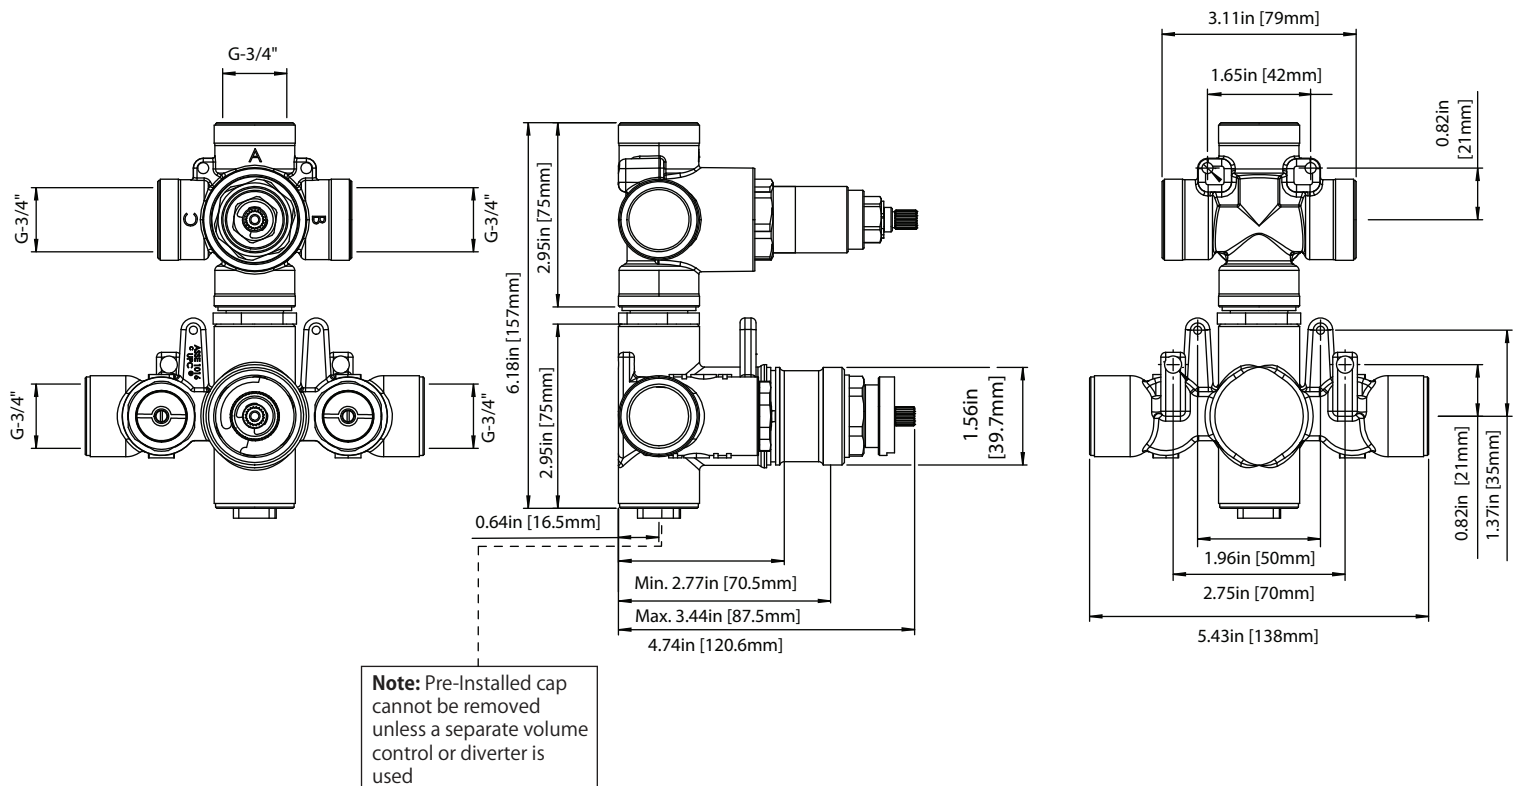 G-3/4"
A
C
B
G-3/4"
G-3/4"
ASSE 1016
c UPC ®
G-3/4"
G-3/4"
2.95in [75mm]
6.18in [157mm]
2.95in [75mm]
1.56in
[39.7mm]
0.64in [16.5mm]
Min. 2.77in [70.5mm]
Max. 3.44in [87.5mm]
4.74in [120.6mm]
Note: Pre-Installed cap
cannot be removed
unless a separate volume
control or diverter is
used
3.11in [79mm]
1.65in [42mm]
0.82in
[21mm]
0.82in [21mm]
1.37in [35mm]
1.96in [50mm]
2.75in [70mm]
5.43in [138mm]